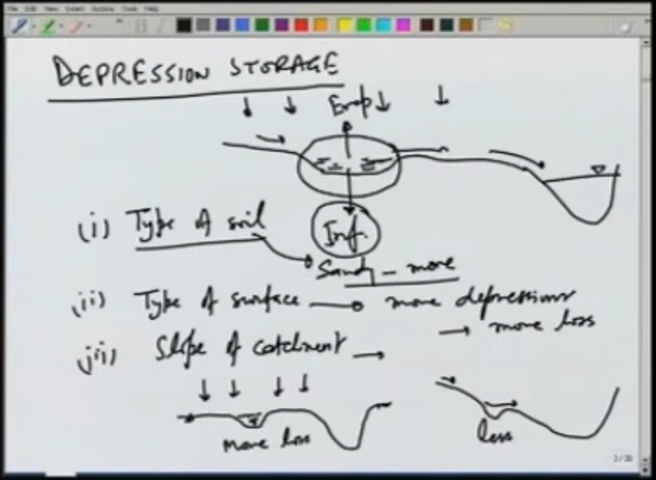 DEPRESSION STORAGE
Evap
(i) Type of soil
Inf.
Sand - more
(ii) Type of surface → more depressions
→ more loss
(iii) Slope of catchment →
more loss
less